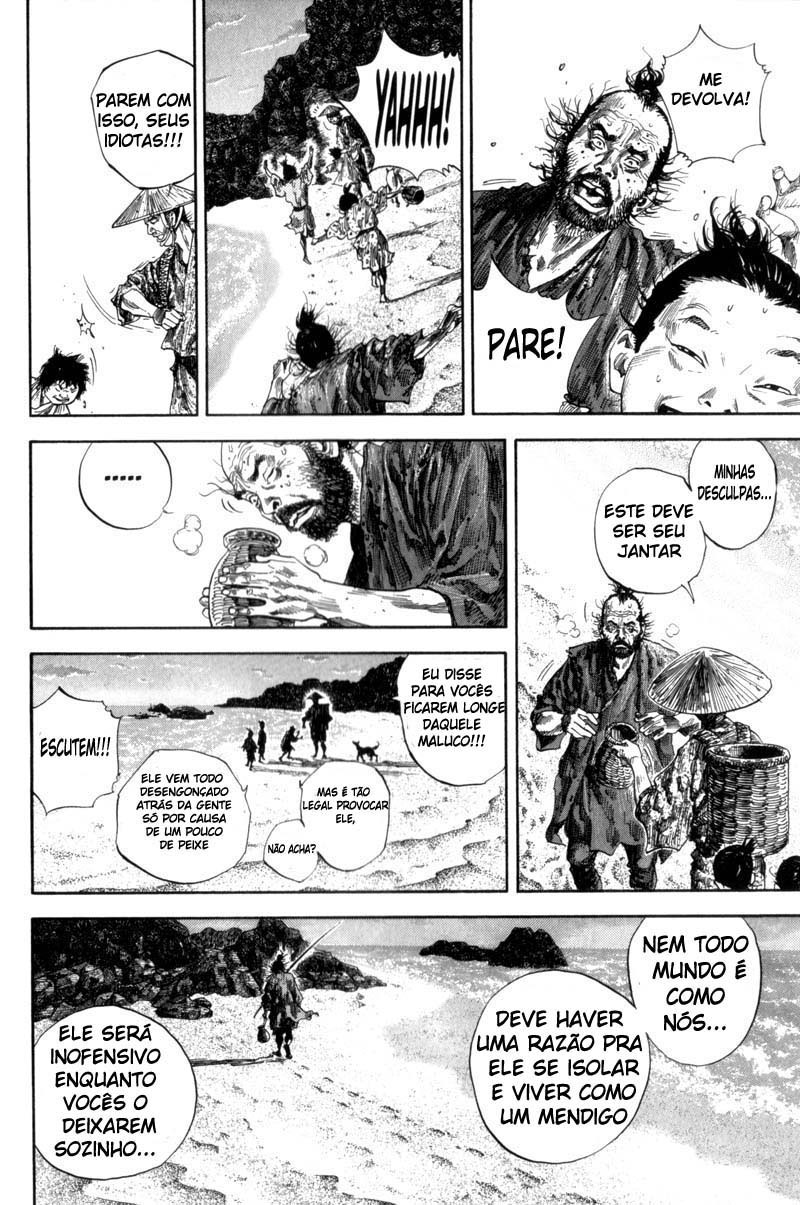 ME
DEVOLVA!
PARE!
YAHHH!
PAREM COM
ISSO, SEUS
IDIOTAS!!!
MINHAS
DESCULPAS...
ESTE DEVE
SER SEU
JANTAR
.....
EU DISSE
PARA VOCÊS
FICAREM LONGE
DAQUELE
MALUCO!!!
MAS É TÃO
LEGAL PROVOCAR
ELE,
NÃO ACHA?
ELE VEM TODO
DESENGONÇADO
ATRÁS DA GENTE
SÓ POR CAUSA
DE UM POUCO
DE PEIXE
ESCUTEM!!!
NEM TODO
MUNDO É
COMO
NÓS...
DEVE HAVER
UMA RAZÃO PRA
ELE SE ISOLAR
E VIVER COMO
UM MENDIGO
ELE SERÁ
INOFENSIVO
ENQUANTO
VOCÊS O
DEIXAREM
SOZINHO...